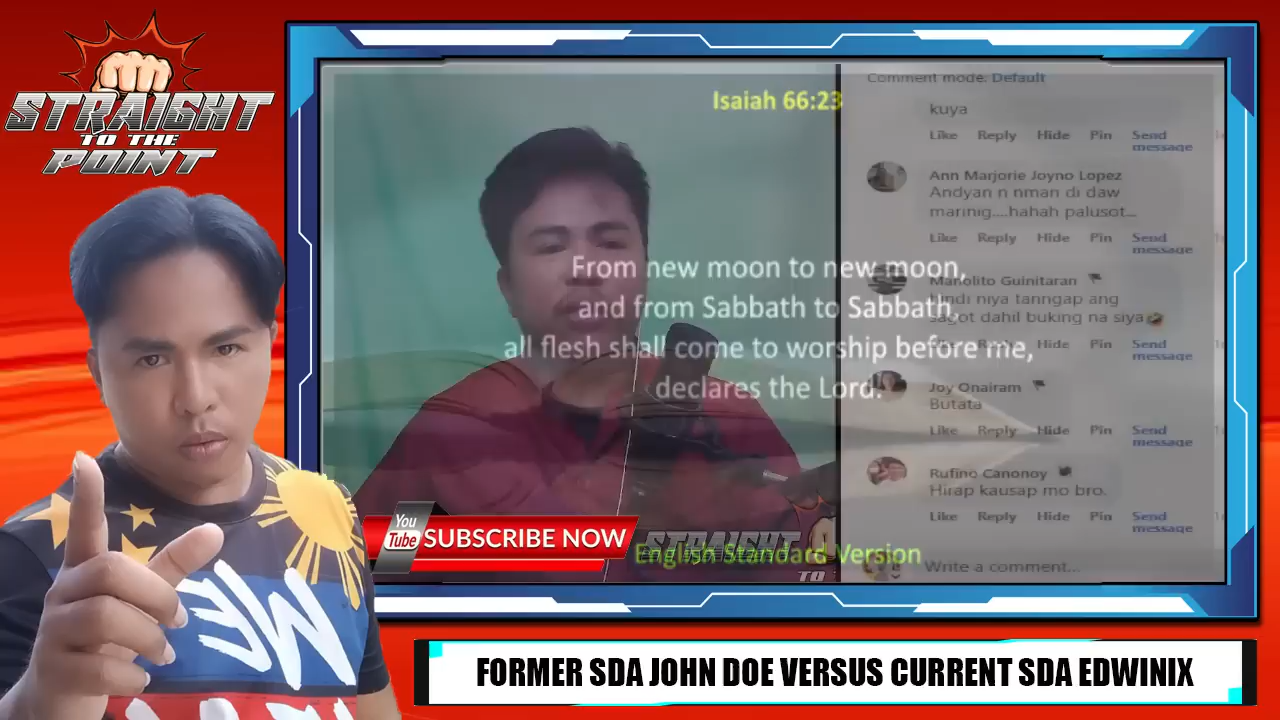 STRAIGHT
TO THE
POINT
Isaiah 66:23
From new moon to new moon,
and from Sabbath to Sabbath,
all flesh shall come to worship before me,
declares the Lord.
English Standard Version
You
Tube
SUBSCRIBE NOW
STRAIGHT
TO
Comment mode: Default
kuya
Like Reply Hide Pin Send message
Ann Marjorie Joyno Lopez
Andyan n nman di daw
marinig....hahah palusot...
Like Reply Hide Pin Send message
Manolito Guinitaran
Hindi niya tanngap ang
sagot dahil buking na siya
Like Reply Hide Pin Send message
Joy Onairam
Butata
Like Reply Hide Pin Send message
Rufino Canonoy
Hirap kausap mo bro.
Like Reply Hide Pin Send message
Write a comment...
ME
FORMER SDA JOHN DOE VERSUS CURRENT SDA EDWINIX